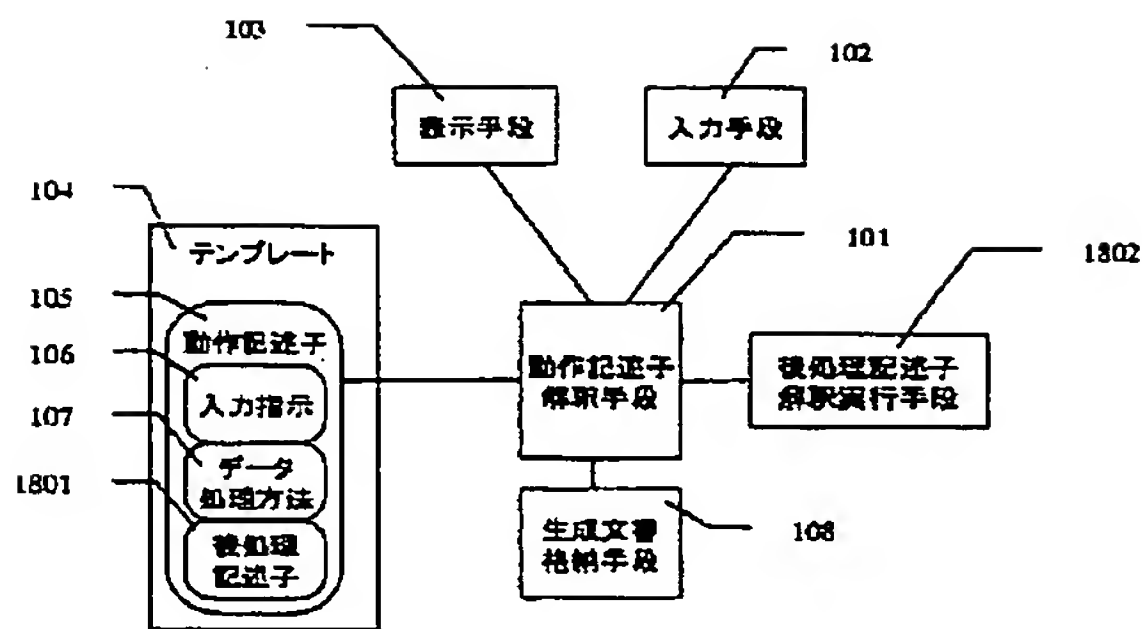 103
102
表示手段
入力手段
104
テンプレート
101
1802
105
動作記述子
106
入力指示
動作記述子
解釈手段
後処理記述子
解釈実行手段
107
データ
処理方法
1801
後処理
記述子
生成文書
格納手段
108